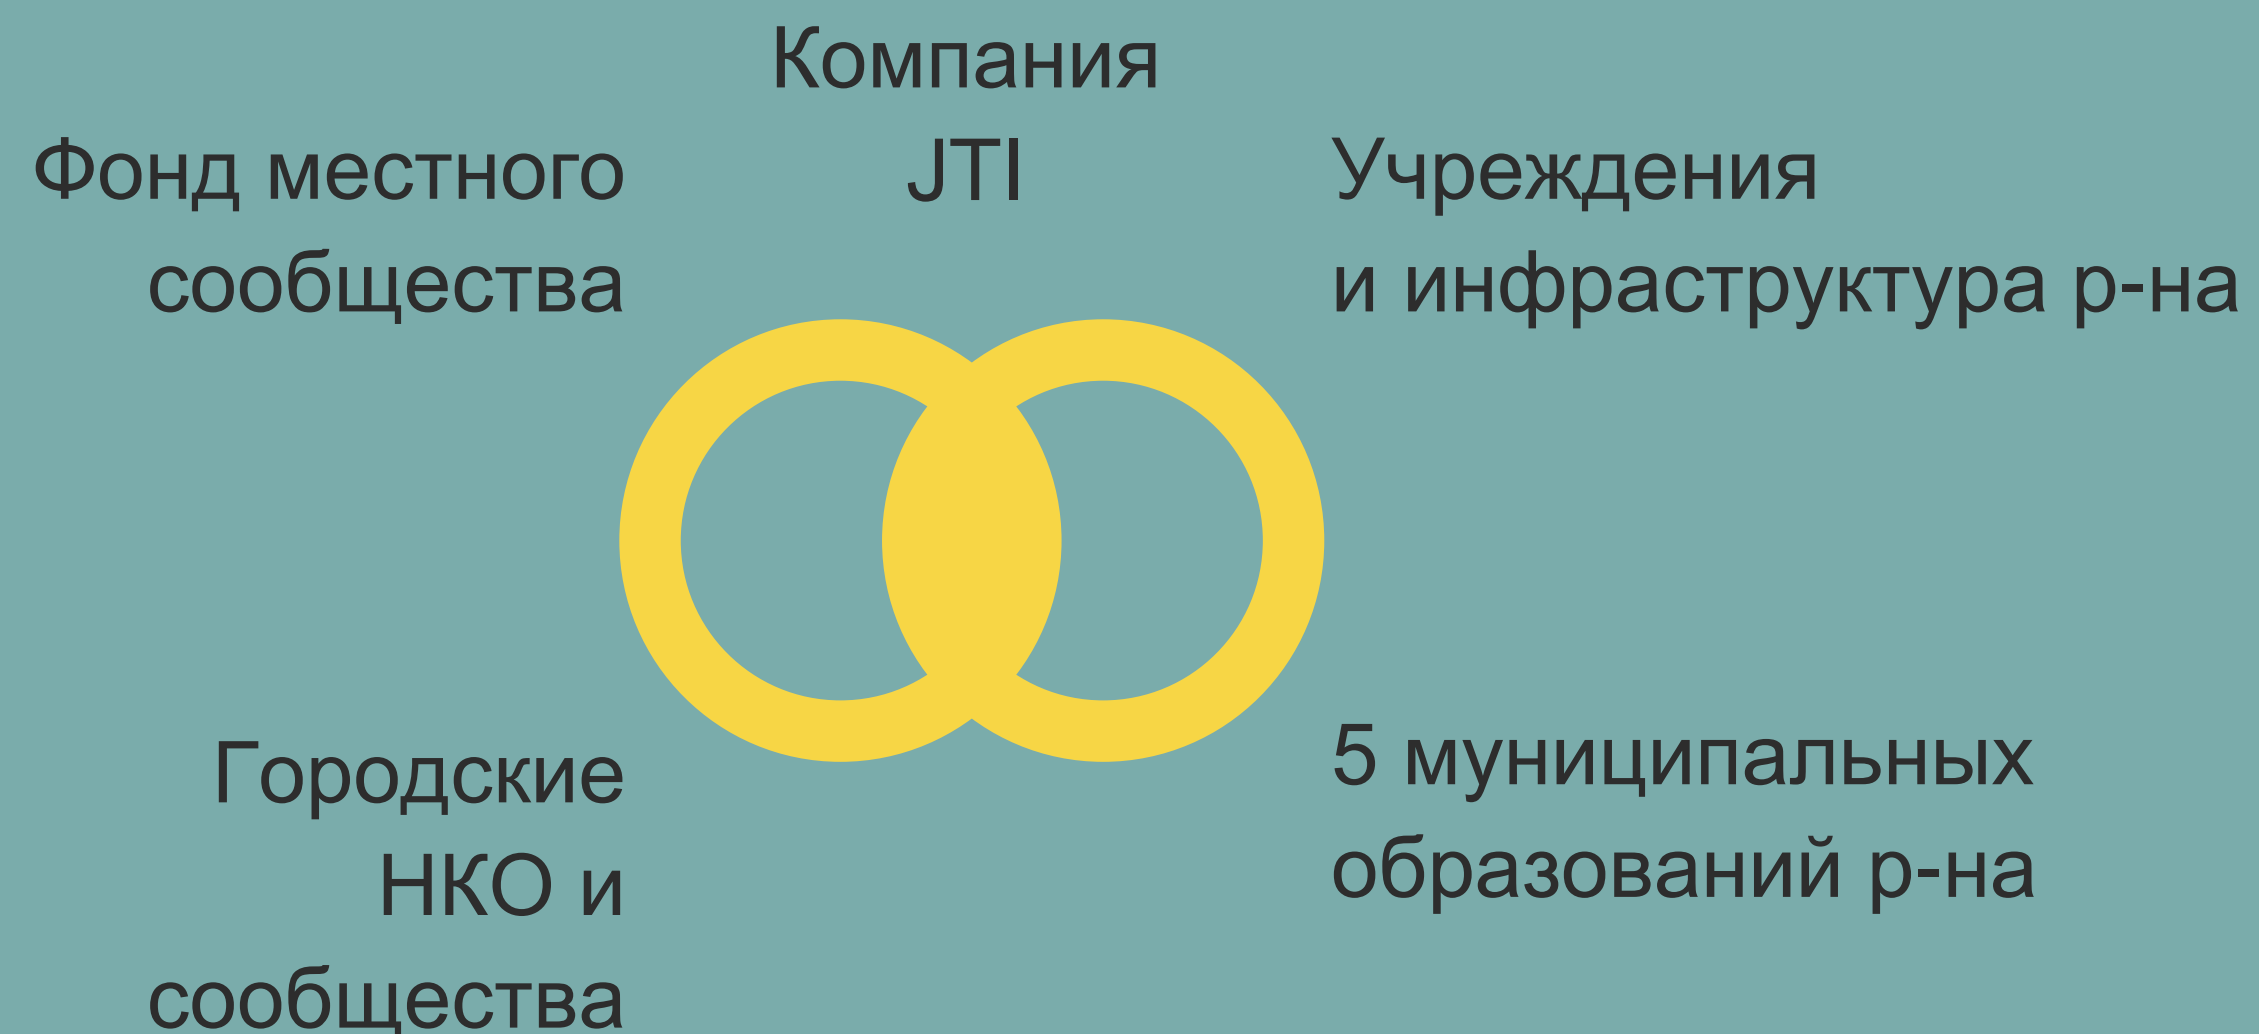 Компания
JTI
Фонд местного
сообщества
Учреждения
и инфраструктура р-на
Городские
НКО и
сообщества
5 муниципальных
образований р-на